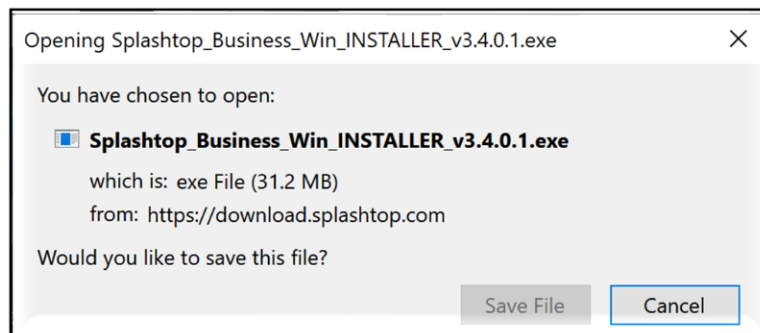 Opening Splashtop_Business_Win_INSTALLER_v3.4.0.1.exe
You have chosen to open:
Splashtop_Business_Win_INSTALLER_v3.4.0.1.exe
which is: exe File (31.2 MB)
from: https://download.splashtop.com
Would you like to save this file?
Save File Cancel